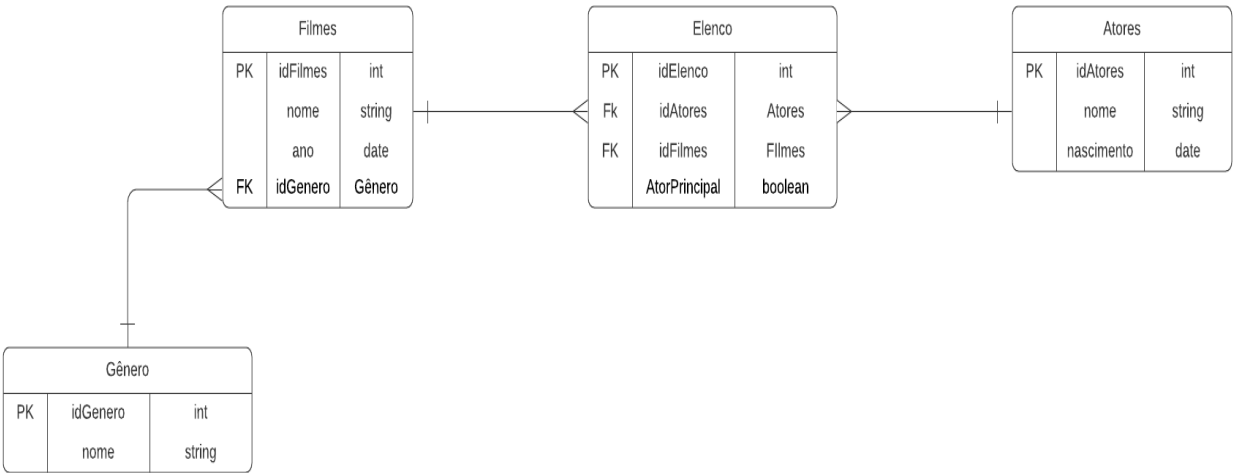 Filmes
PK idFilmes int
nome string
ano date
FK idGenero Gênero
Elenco
PK idElenco int
Fk idAtores Atores
FK idFilmes FIlmes
AtorPrincipal boolean
Atores
PK idAtores int
nome string
nascimento date
Gênero
PK idGenero int
nome string